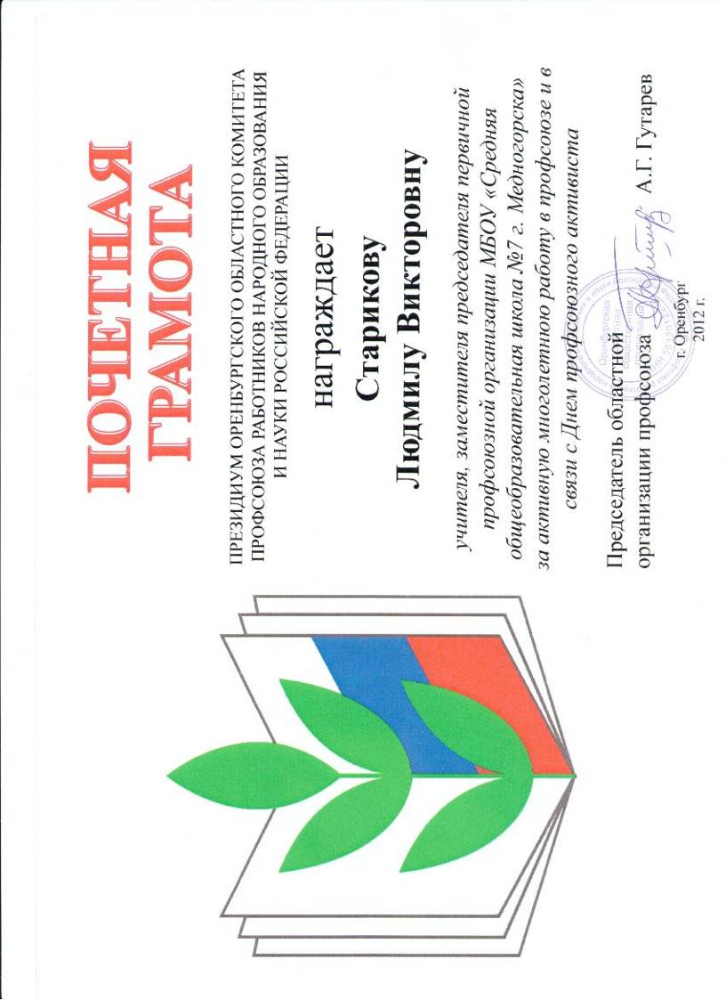 ПОЧЕТНАЯ
ГРАМОТА
ПРЕЗИДИУМ ОРЕНБУРГСКОГО ОБЛАСТНОГО КОМИТЕТА
ПРОФСОЮЗА РАБОТНИКОВ НАРОДНОГО ОБРАЗОВАНИЯ
И НАУКИ РОССИЙСКОЙ ФЕДЕРАЦИИ
награждает
Старикову
Людмилу Викторовну
учителя, заместителя председателя первичной
профсоюзной организации МБОУ «Средняя
общеобразовательная школа №7 г. Медногорска»
за активную многолетнюю работу в профсоюзе и в
связи с Днем профсоюзного активиста
Председатель областной
организации профсоюза А.Г. Гутарев
г. Оренбург
2012 г.
Оренбургская
областная